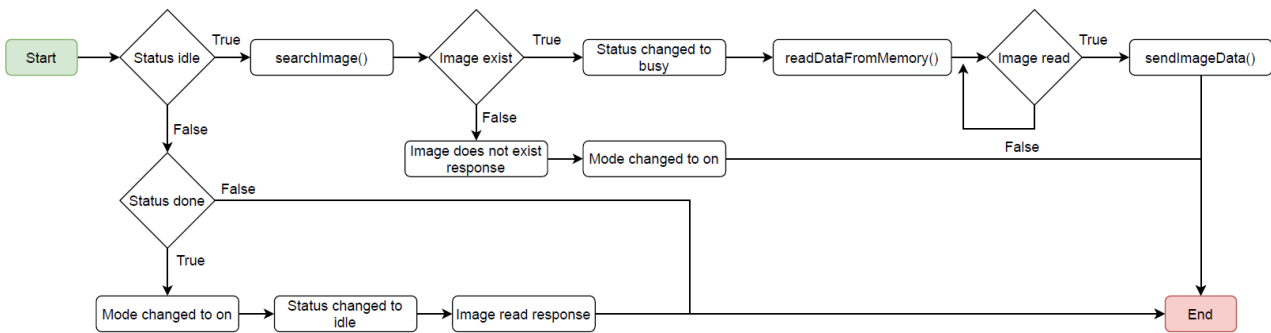 Start
Status idle
True
searchImage()
Image exist
True
Status changed to
busy
readDataFromMemory()
Image read
True
sendImageData()
False
False
Image does not exist
response
Mode changed to on
False
Status done
False
True
Mode changed to on
Status changed to
idle
Image read response
End